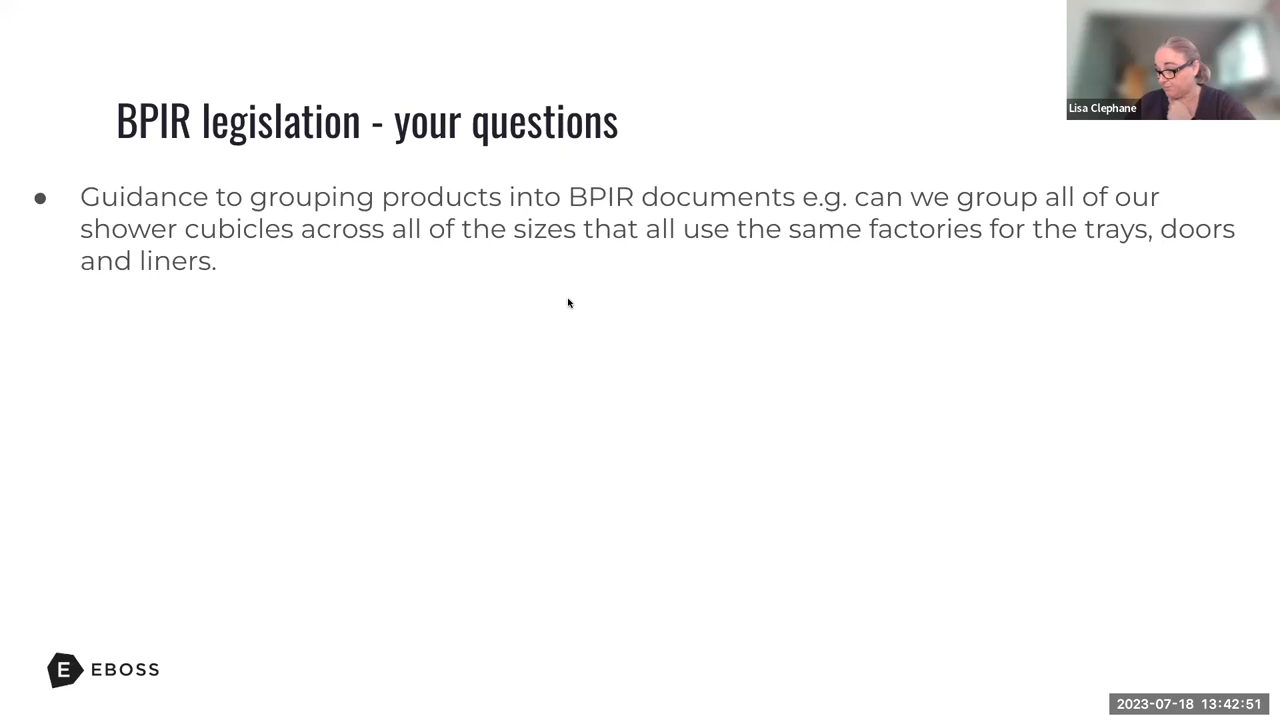 Lisa Clephane
BPIR legislation - your questions
● Guidance to grouping products into BPIR documents e.g. can we group all of our
shower cubicles across all of the sizes that all use the same factories for the trays, doors
and liners.
E EBOSS
2023-07-18 13:42:51